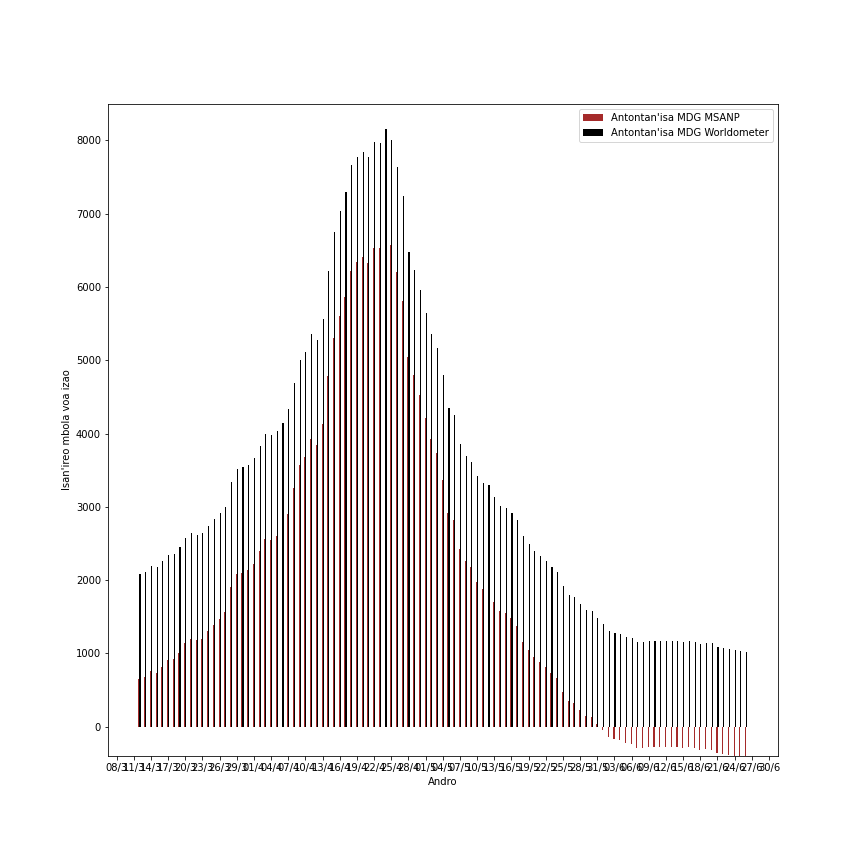 Antontan'isa MDG MSANP
Antontan'isa MDG Worldometer
8000
7000
6000
5000
4000
3000
2000
1000
0
Isan'ireo mbola voa izao
08/3 11/3 14/3 17/3 20/3 23/3 26/3 29/3 01/4 04/4 07/4 10/4 13/4 16/4 19/4 22/4 25/4 28/4 01/5 04/5 07/5 10/5 13/5 16/5 19/5 22/5 25/5 28/5 31/5 03/6 06/6 09/6 12/6 15/6 18/6 21/6 24/6 27/6 30/6
Andro